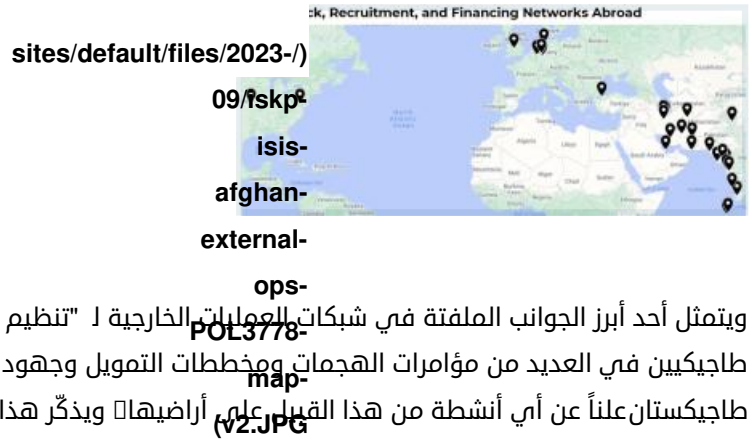 ck, Recruitment, and Financing Networks Abroad
sites/default/files/2023-/)
09/iskp-
isis-
afghan-
external-
ops-
POL3778-
map-
(v2.JPG
ويتمثل أحد أبرز الجوانب الملفتة في شبكات العمليات الخارجية لـ "تنظيم
طاجيكيين في العديد من مؤامرات الهجمات ومخططات التمويل وجهود
طاجيكستان علناً عن أي أنشطة من هذا القبيل على أراضيها ويذكّر هذا